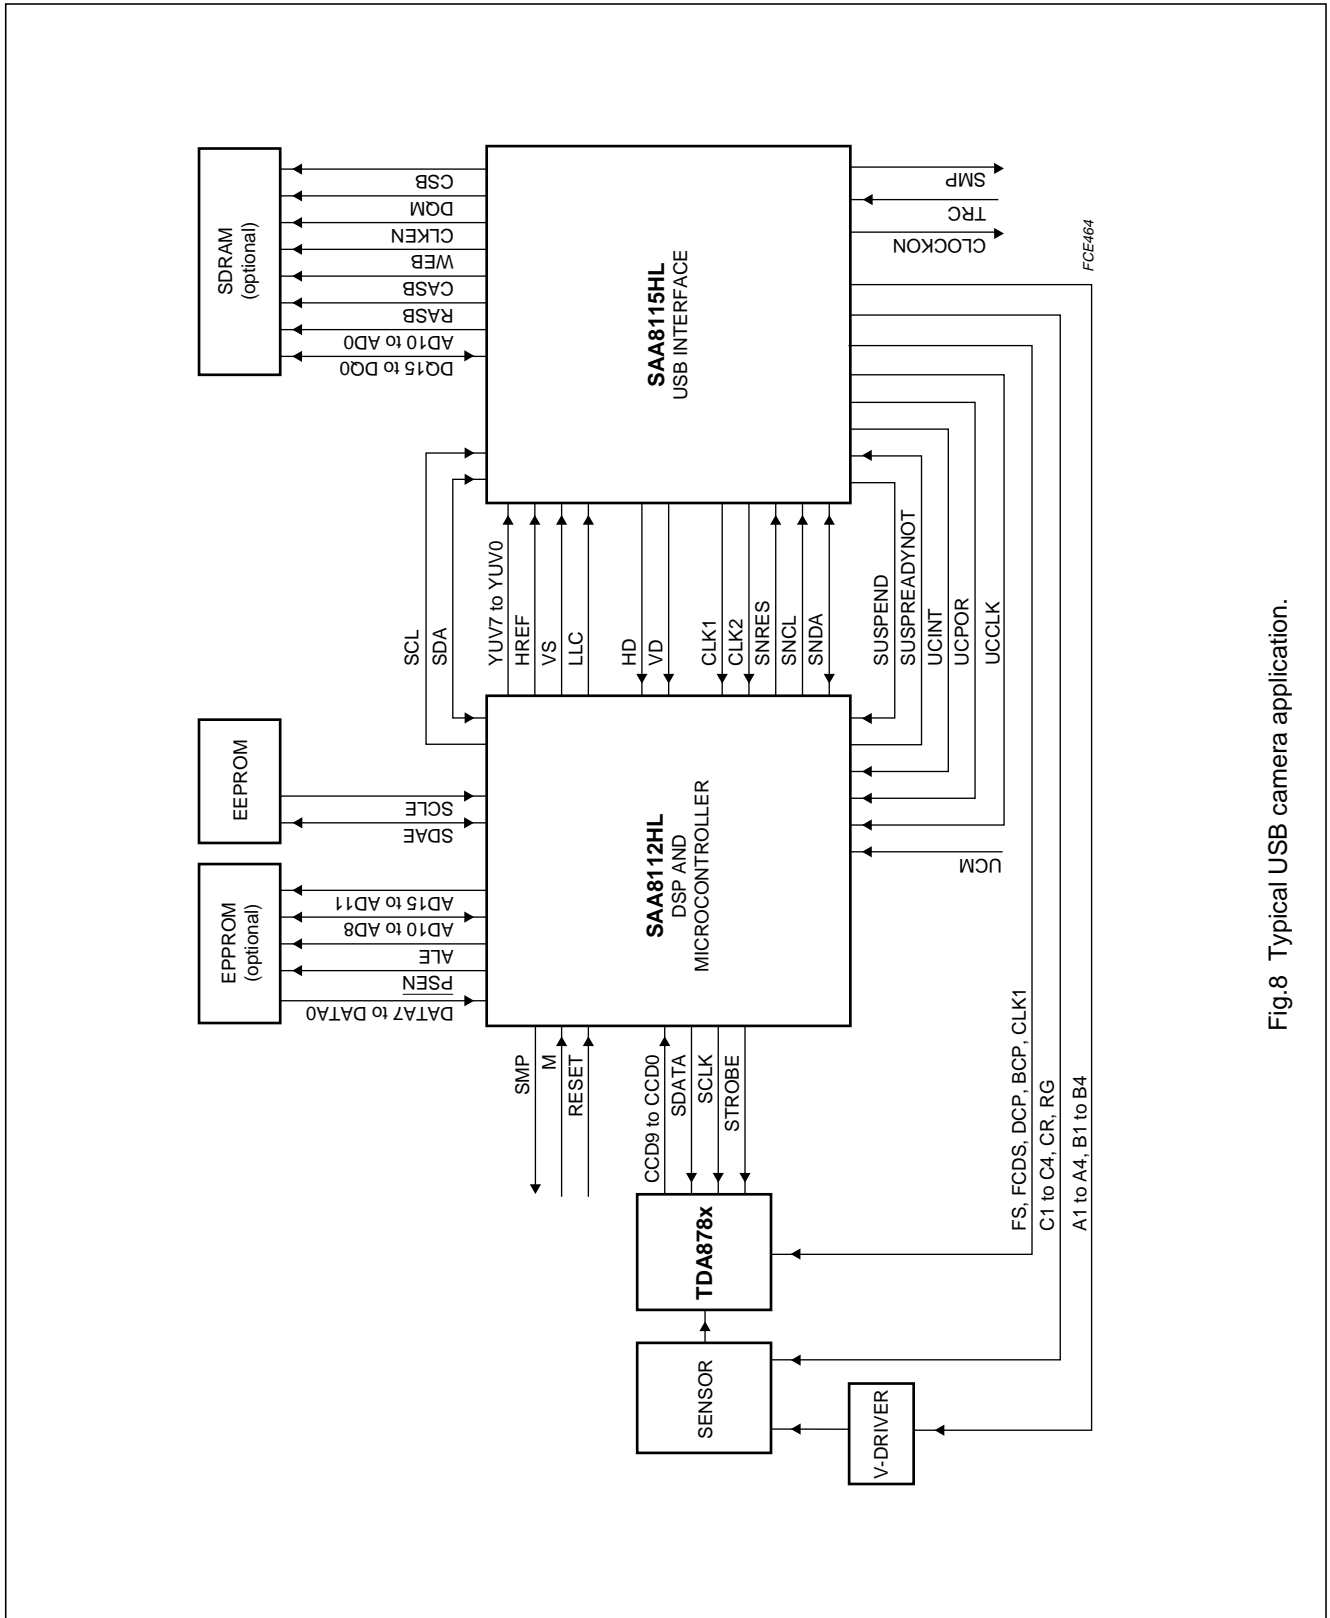 SDRAM
(optional)
CSB
DQM
CLKEN
WEB
CASB
RASB
AD10 to AD0
DQ15 to DQ0
SAA8115HL
USB INTERFACE
SMP
TRC
CLOCKON
FCE464
SCL
SDA
YUV7 to YUV0
HREF
VS
LLC
HD
VD
CLK1
CLK2
SNRES
SNCL
SNDA
SUSPEND
SUSPREADYNOT
UCINT
UCPOR
UCCLK
EEPROM
SCLE
SDAE
EPPROM
(optional)
AD15 to AD11
AD10 to AD8
ALE
PSEN
DATA7 to DATA0
SAA8112HL
DSP AND
MICROCONTROLLER
UCM
SMP
M
RESET
CCD9 to CCD0
SDATA
SCLK
STROBE
TDA878x
SENSOR
V-DRIVER
FS, FCDS, DCP, BCP, CLK1
C1 to C4, CR, RG
A1 to A4, B1 to B4
Fig.8 Typical USB camera application.